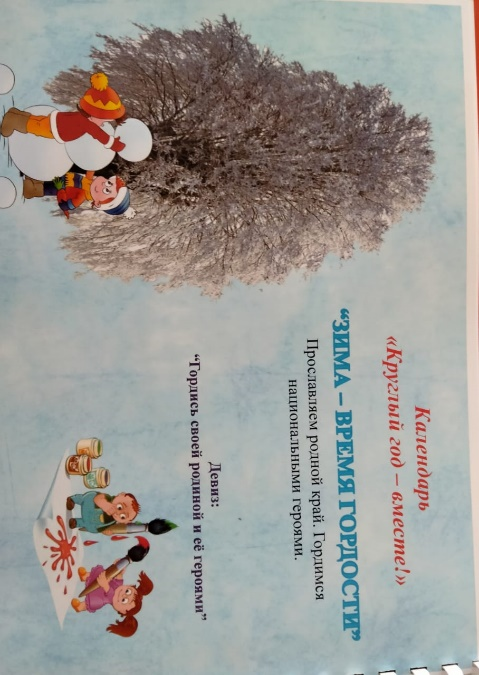 Календарь
«Круглый год – вместе!»
“ЗИМА – ВРЕМЯ ГОРДОСТИ”
Прославляем родной край. Гордимся
национальными героями.
Девиз:
“Гордись своей родиной и её героями”